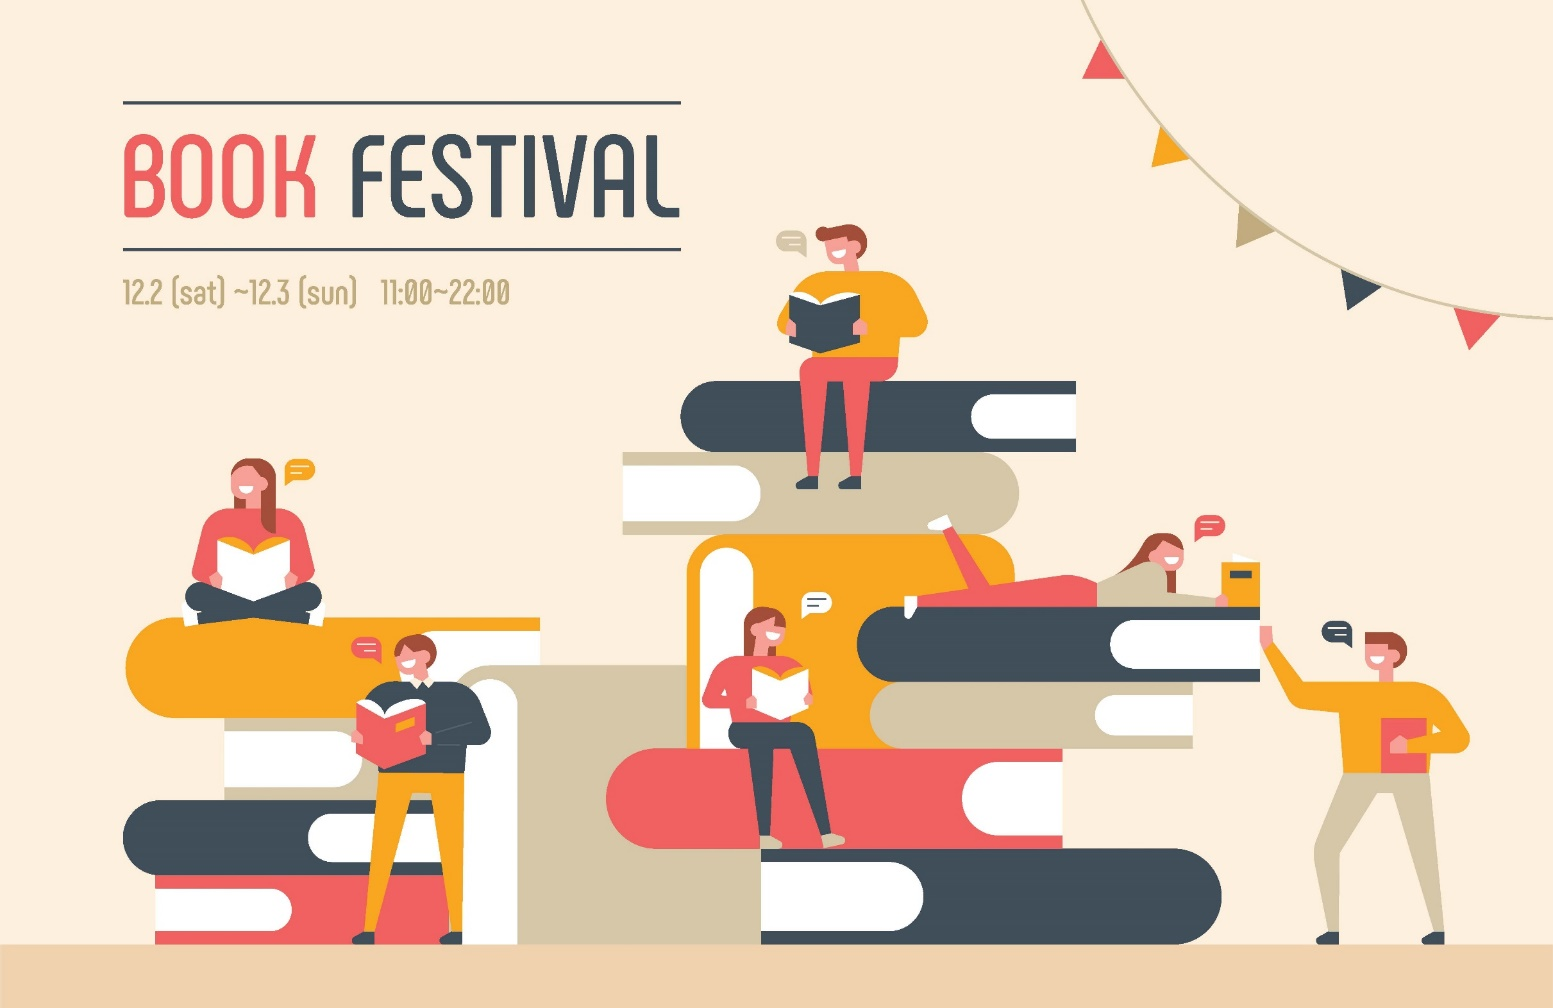 BOOK FESTIVAL
12.2 (sat) ~12.3 (sun) 11:00~22:00